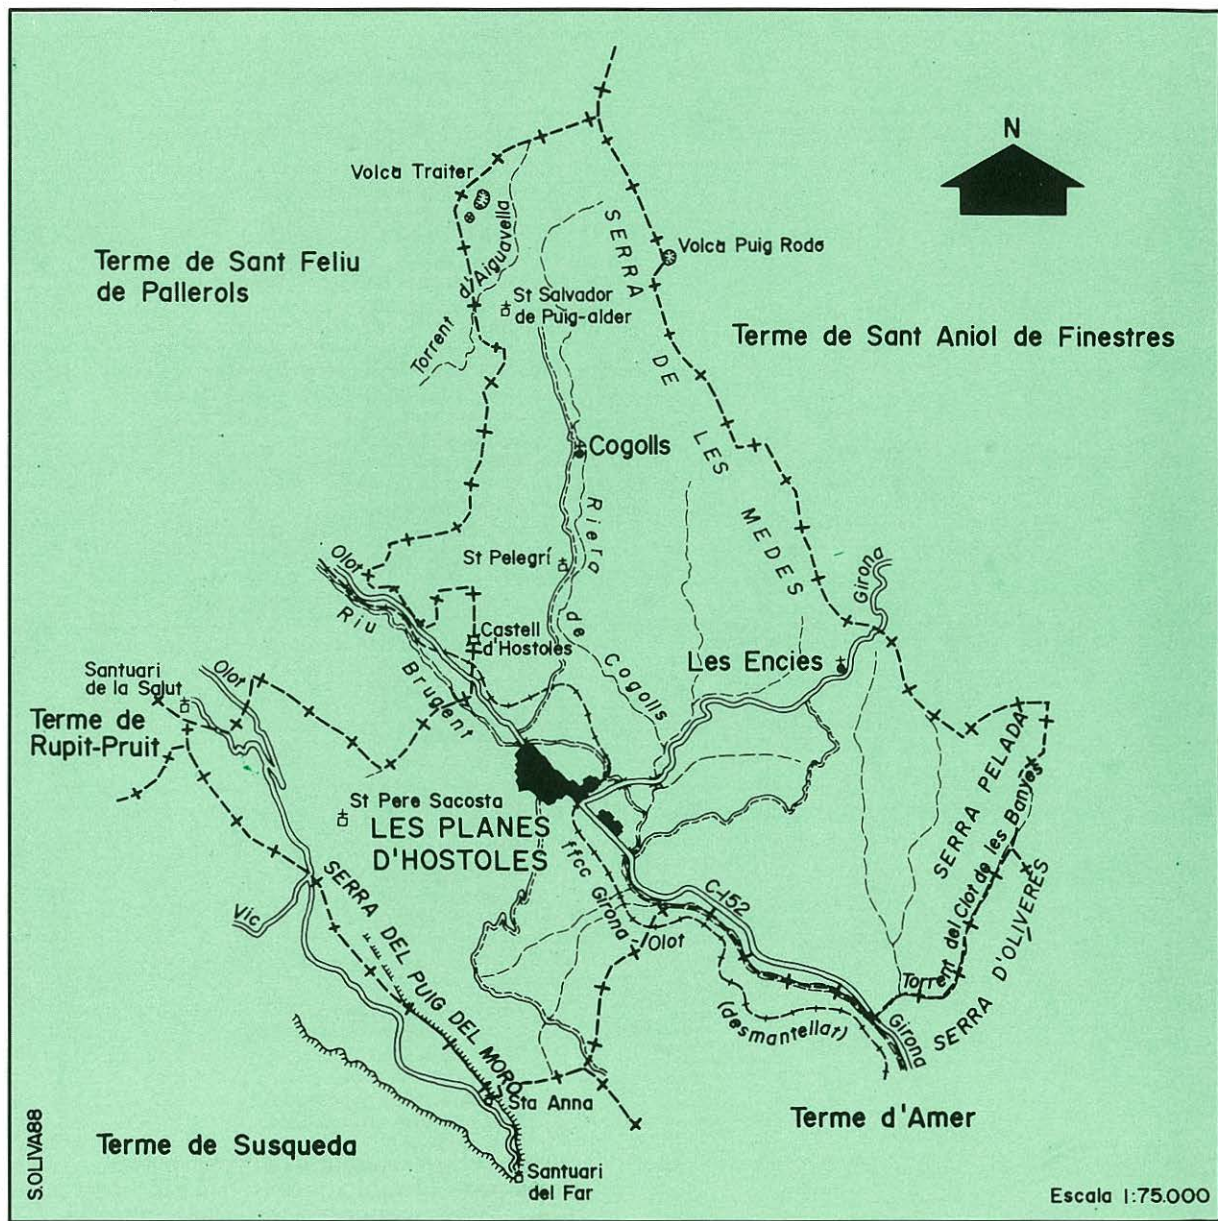 N
Volcà Traiter
Torrent d'Aiguavella
SERRA DE LES MEDES
Volcà Puig Rodó
Terme de Sant Feliu
de Pallerols
St Salvador
de Puig-alder
Terme de Sant Aniol de Finestres
Cogolls
Riera de Cogolls
St Pelegrí
Olot
Riu Brugent
Girona
Castell
d'Hostoles
Les Encies
Santuari
de la Salut
Olot
Terme de
Rupit-Pruit
St Pere Sacosta
LES PLANES
D'HOSTOLES
SERRA PELADA
Torrent del Clot de les Banyes
SERRA D'OLIVERES
ffcc Girona-Olot
C-152
Vic
SERRA DEL PUIG DEL MORO
(desmantellat)
Girona
Sta Anna
Terme d'Amer
Terme de Susqueda
Santuari
del Far
S.OLIVA88
Escala 1:75.000